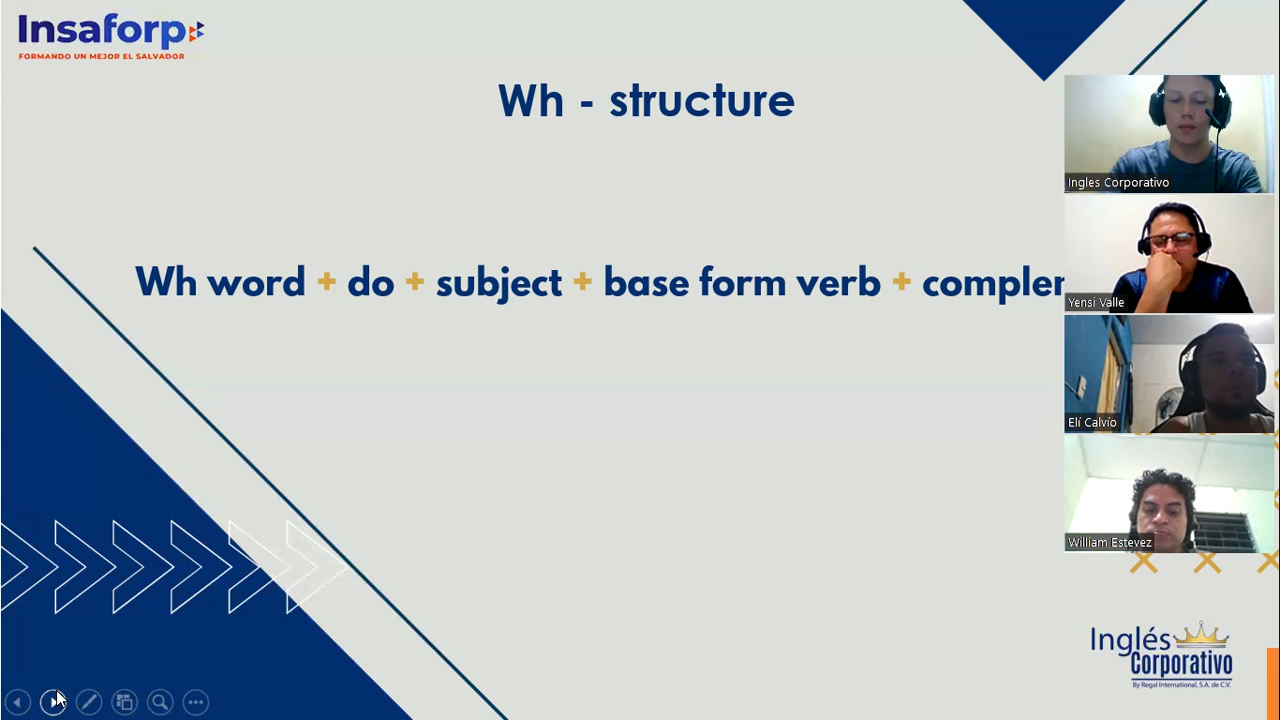 Insaforp
FORMANDO UN MEJOR EL SALVADOR
Wh - structure
Wh word + do + subject + base form verb + complem
Ingles Corporativo
Yensi Valle
Elí Calvío
William Estevez
Inglés
Corporativo
By Regal International, S.A. de C.V.